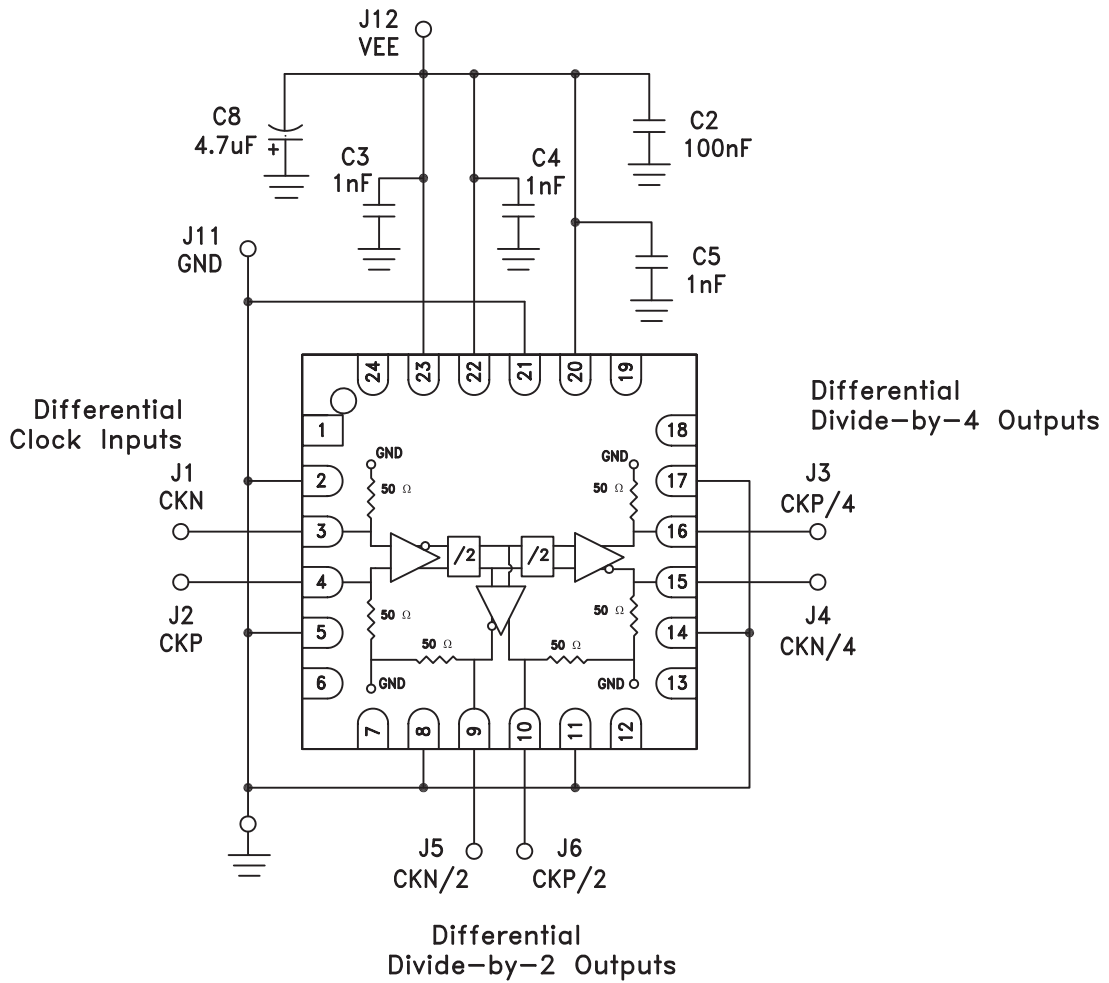 J12
VEE
C8
4.7uF +
C3
1nF
C4
1nF
C2
100nF
J11
GND
C5
1nF
24
23
22
21
20
19
Differential
Clock Inputs
Differential
Divide-by-4 Outputs
1
18
J1
CKN
2
GND
50 Ω
GND
50 Ω
17
J3
CKP/4
3
16
/2
/2
4
15
J2
CKP
50 Ω
50 Ω
J4
CKN/4
5
14
50 Ω
50 Ω
6
GND
GND
13
7
8
9
10
11
12
J5
CKN/2
J6
CKP/2
Differential
Divide-by-2 Outputs